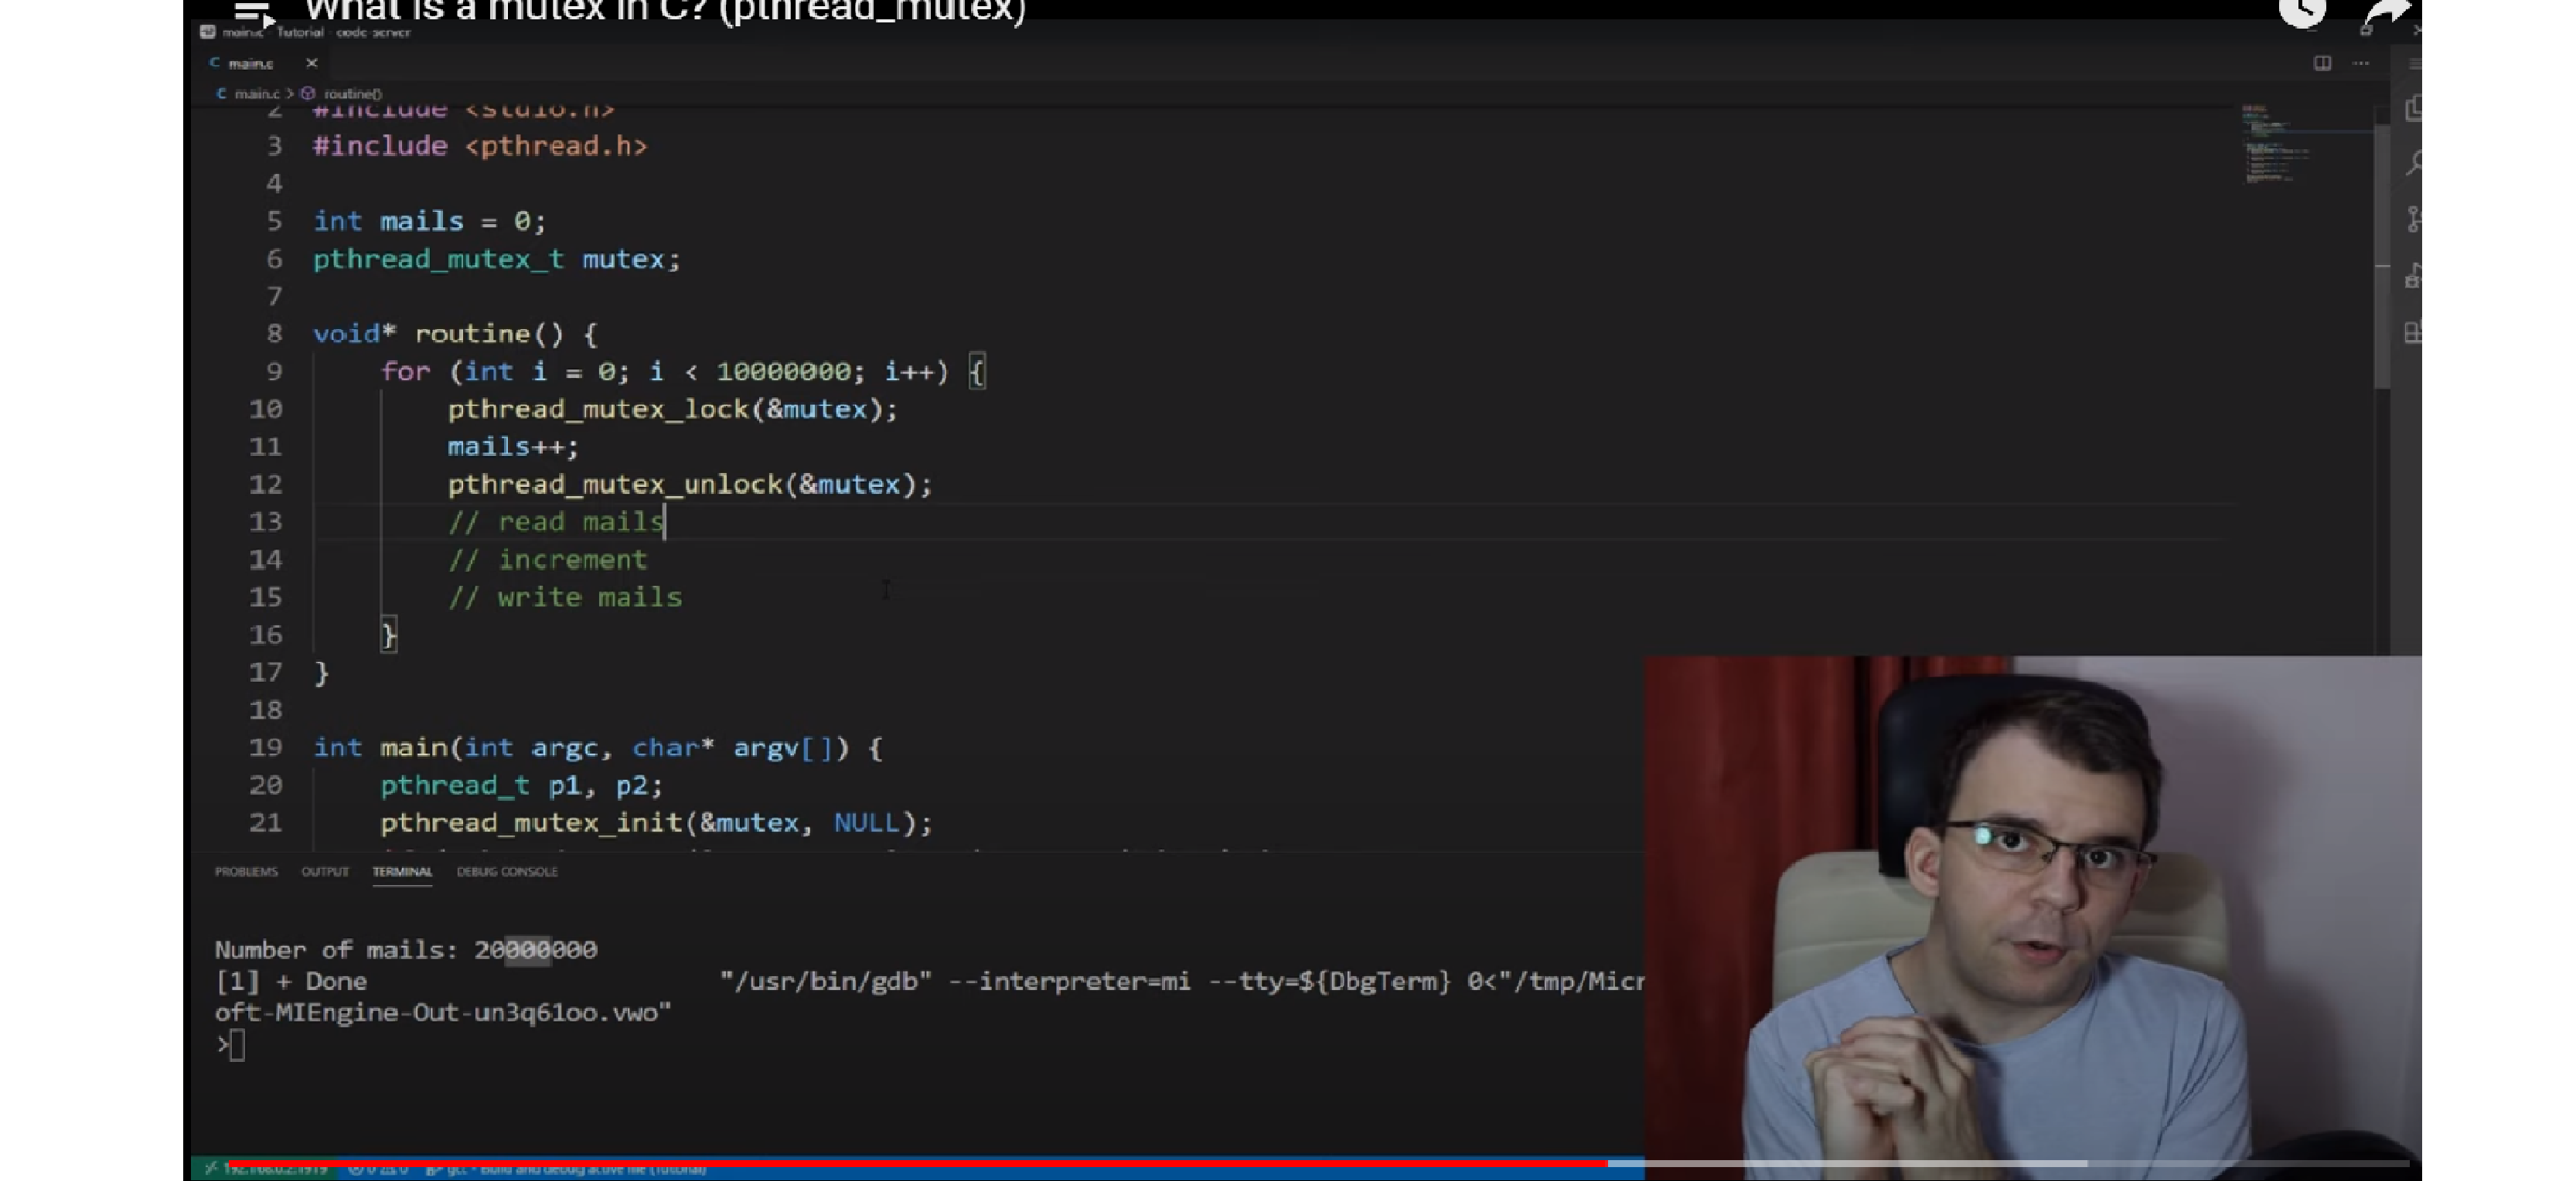 What is a mutex in C? (pthread_mutex)
main.c Tutorial code-server
main.c
main.c > routine()
2 #include <stdio.h>
3 #include <pthread.h>
4
5 int mails = 0;
6 pthread_mutex_t mutex;
7
8 void* routine() {
9 for (int i = 0; i < 10000000; i++) {
10 pthread_mutex_lock(&mutex);
11 mails++;
12 pthread_mutex_unlock(&mutex);
13 // read mails
14 // increment
15 // write mails
16 }
17 }
18
19 int main(int argc, char* argv[]) {
20 pthread_t p1, p2;
21 pthread_mutex_init(&mutex, NULL);
PROBLEMS OUTPUT TERMINAL DEBUG CONSOLE
Number of mails: 20000000
[1] + Done "/usr/bin/gdb" --interpreter=mi --tty=${DbgTerm} 0<"/tmp/Micr
oft-MIEngine-Out-un3q61oo.vwo"
>